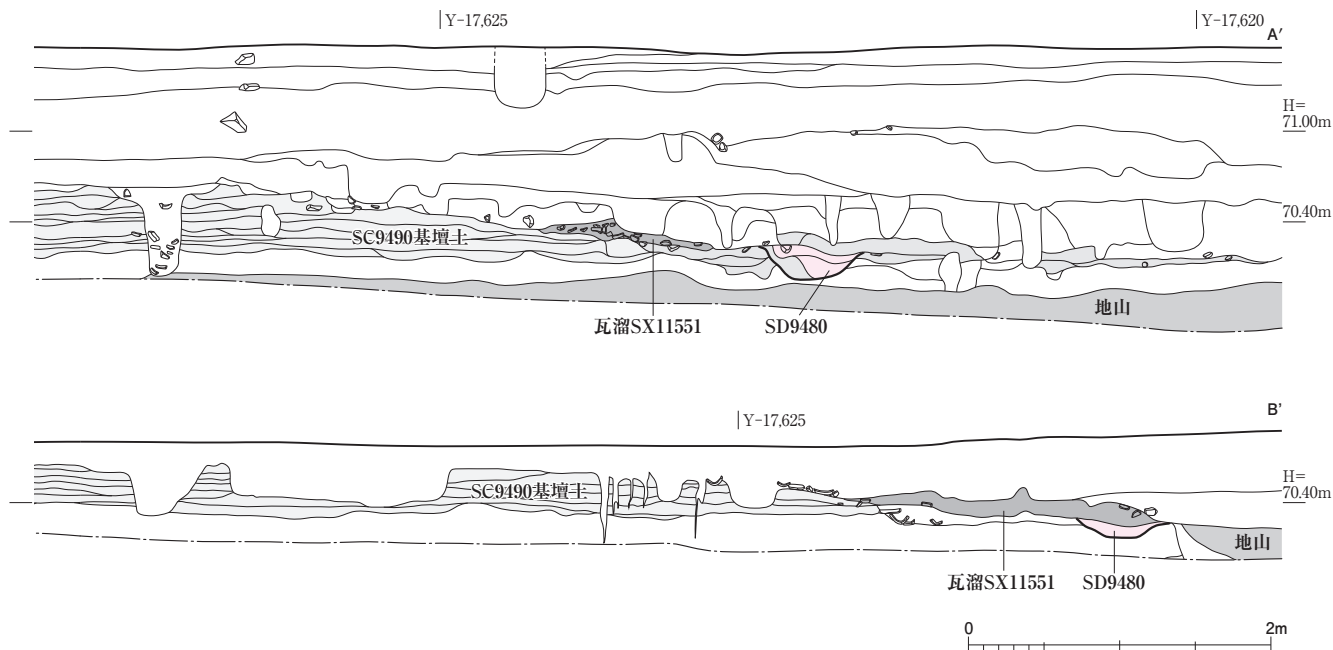 Y-17,625
Y-17,620
A′
H=
71.00m
70.40m
SC9490基壇土
地山
瓦溜SX11551
SD9480
B'
Y-17,625
H=
70.40m
SC9490基壇土
地山
瓦溜SX11551
SD9480
0
2m